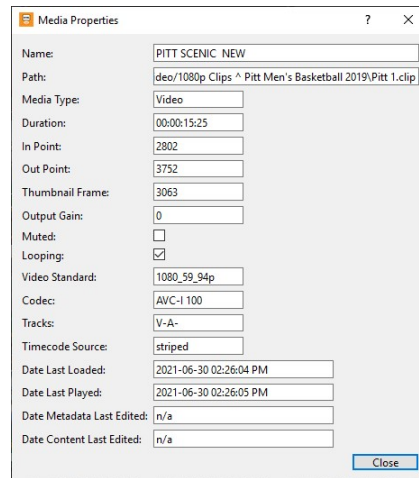 Media Properties ? ×
Name: PITT SCENIC  NEW
Path: deo/1080p Clips ^ Pitt Men's Basketball 2019\Pitt 1.clip
Media Type: Video
Duration: 00:00:15:25
In Point: 2802
Out Point: 3752
Thumbnail Frame: 3063
Output Gain: 0
Muted:
Looping:
Video Standard: 1080_59_94p
Codec: AVC-I 100
Tracks: V-A-
Timecode Source: striped
Date Last Loaded: 2021-06-30 02:26:04 PM
Date Last Played: 2021-06-30 02:26:05 PM
Date Metadata Last Edited: n/a
Date Content Last Edited: n/a
Close